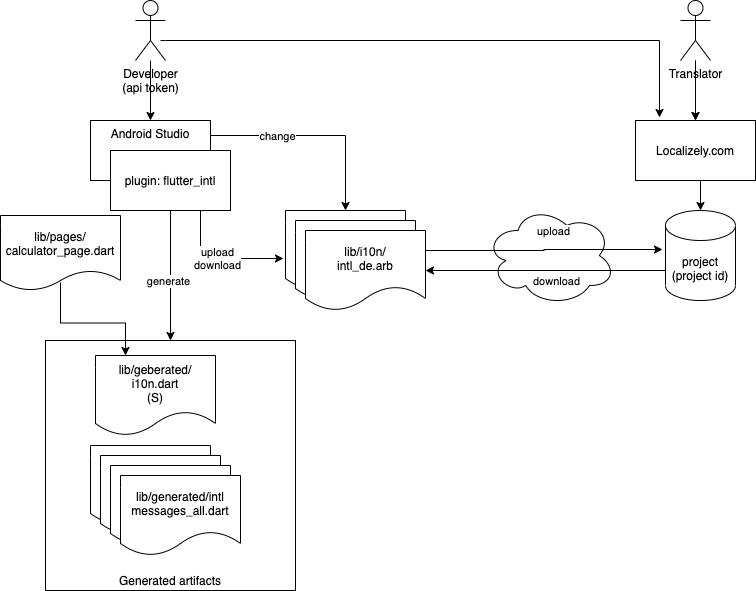 Developer
(api token)
Translator
Android Studio
change
Localizely.com
plugin: flutter_intl
lib/pages/
calculator_page.dart
upload
download
lib/i10n/
intl_de.arb
upload
download
project
(project id)
generate
lib/geberated/
i10n.dart
(S)
lib/generated/intl
messages_all.dart
Generated artifacts